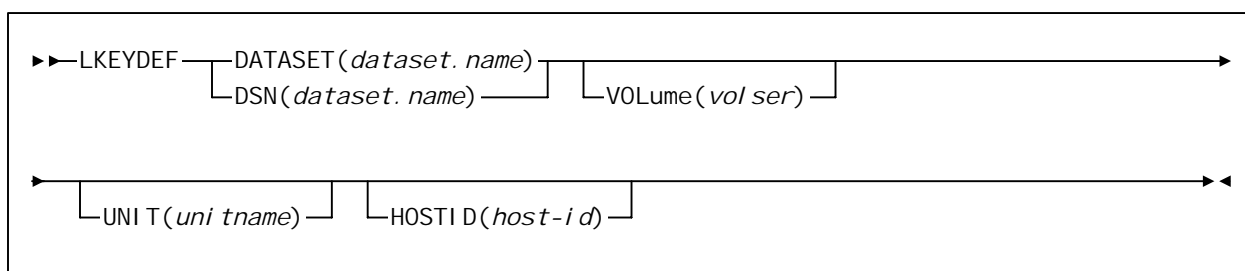 LKEYDEF DATASET(dataset.name)
DSN(dataset.name) VOLume(volser)
UNIT(unitname) HOSTID(host-id)